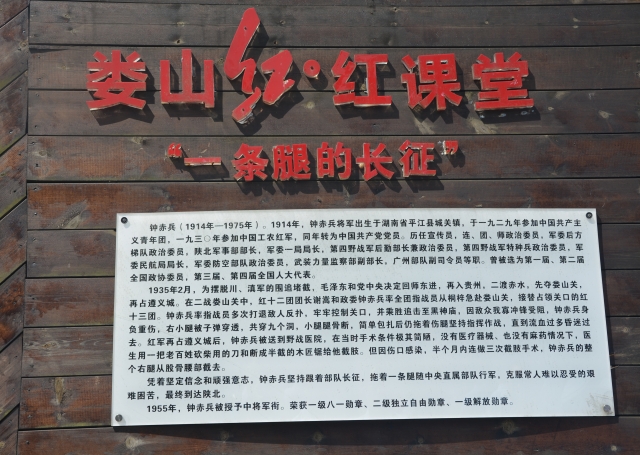 娄山红·红课堂
“一条腿的长征”
钟赤兵（1914年—1975年）。1914年，钟赤兵将军出生于湖南省平江县城关镇，于一九二九年参加中国共产主
义青年团，一九三〇年参加中国工农红军，同年转为中国共产党党员。历任宣传员，连、团、师政治委员，军委后方
梯队政治委员，陕北军事部部长，军委一局局长，第四野战军后勤部长兼政治委员，第四野战军特种兵政治委员，军
委民航局局长，军委防空部队政治委员，武装力量监察部副部长，广州部队副司令员等职。曾被选为第一届、第二届
全国政协委员，第三届、第四届全国人大代表。
1935年2月，为摆脱川、滇军的围追堵截，毛泽东和党中央决定回师东进，再入贵州，二渡赤水，先夺娄山关，
再占遵义城。在二战娄山关中，红十二团团长谢嵩和政委钟赤兵率全团指战员从桐梓急赴娄山关，接替占领关口的红
十三团。钟赤兵率指战员多次打退敌人反扑，牢牢控制关口，并乘胜追击至黑神庙，因敌众我寡冲锋受阻，钟赤兵身
负重伤，右小腿被子弹穿透，共穿九个洞，小腿腿骨断，简单包扎后仍拖着伤腿坚持指挥作战，直到流血过多昏迷过
去。红军再占遵义城后，钟赤兵被送到野战医院，在当时手术条件极其简陋，没有医疗器械、也没有麻药情况下，医
生用一把老百姓砍柴用的刀和断成半截的木匠锯给他截肢。但因伤口感染，半个月内连做三次截肢手术，钟赤兵的整
个右腿从股骨腰部截去。
凭着坚定信念和顽强意志，钟赤兵坚持跟着部队长征，拖着一条腿随中央直属部队行军，克服常人难以忍受的艰
难困苦，最终到达陕北。
1955年，钟赤兵被授予中将军衔。荣获一级八一勋章、二级独立自由勋章、一级解放勋章。